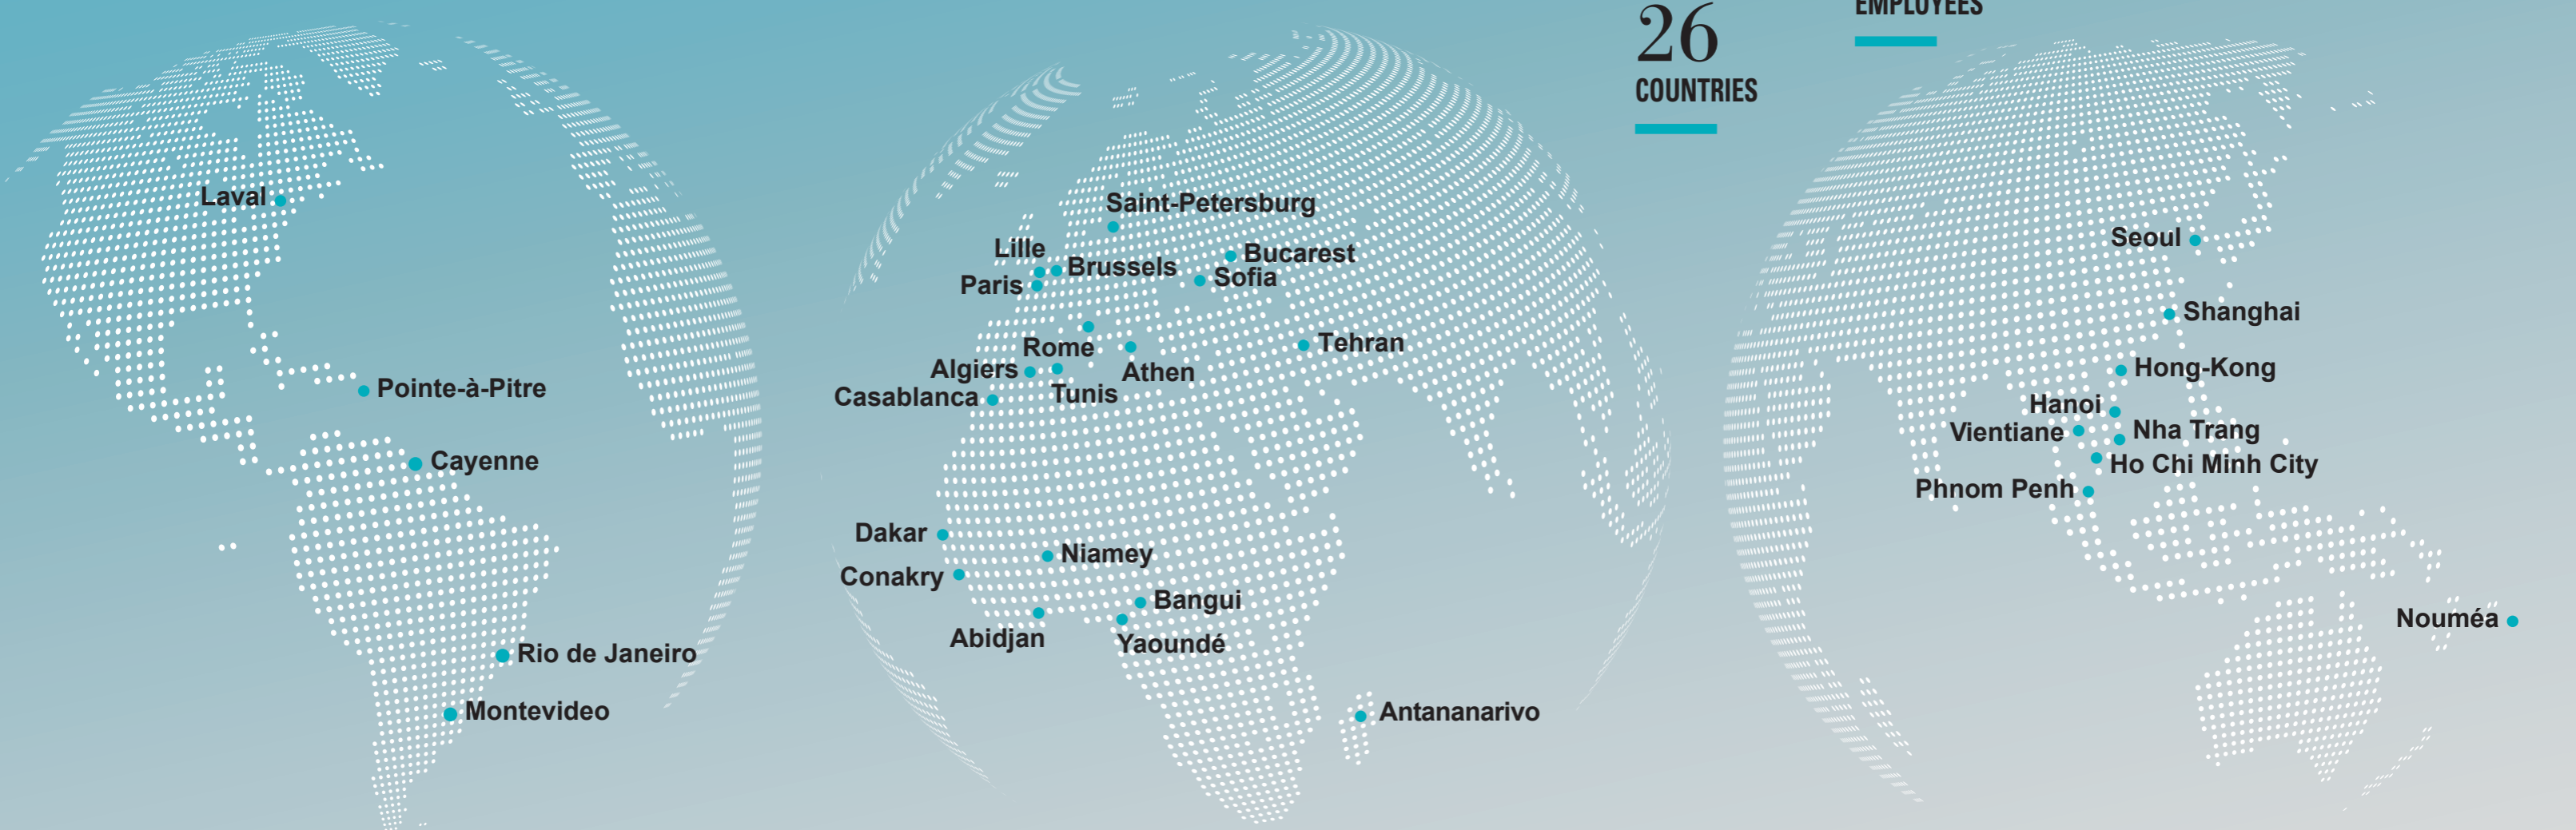 26
COUNTRIES
EMPLOYEES
Laval
Pointe-à-Pitre
Cayenne
Rio de Janeiro
Montevideo
Saint-Petersburg
Lille
Brussels
Paris
Bucarest
Sofia
Rome
Tehran
Algiers
Athen
Casablanca
Tunis
Dakar
Niamey
Conakry
Bangui
Abidjan
Yaoundé
Antananarivo
Seoul
Shanghai
Hong-Kong
Hanoi
Vientiane
Nha Trang
Ho Chi Minh City
Phnom Penh
Nouméa